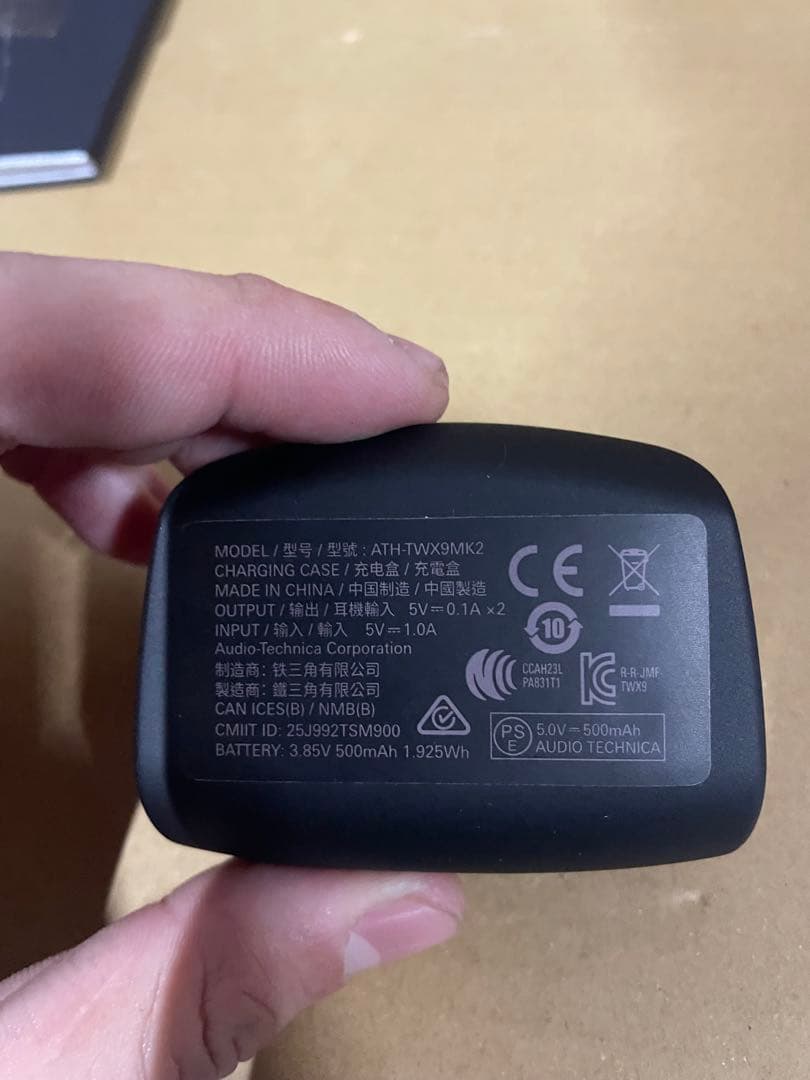 MODEL / 型号 / 型號 : ATH-TWX9MK2
CHARGING CASE / 充电盒 / 充電盒
MADE IN CHINA / 中国制造 / 中國製造
OUTPUT / 输出 / 耳機輸入 5V⎓0.1A ×2
INPUT / 输入 / 輸入 5V⎓1.0A
Audio-Technica Corporation
制造商: 铁三角有限公司
製造商: 鐵三角有限公司
CAN ICES(B) / NMB(B)
CMIIT ID: 25J992TSM900
BATTERY: 3.85V 500mAh 1.925Wh
CE
10
CCAH23L
PA831T1
R-R-JMF-
TWX9
PS
E
5.0V⎓500mAh
AUDIO TECHNICA